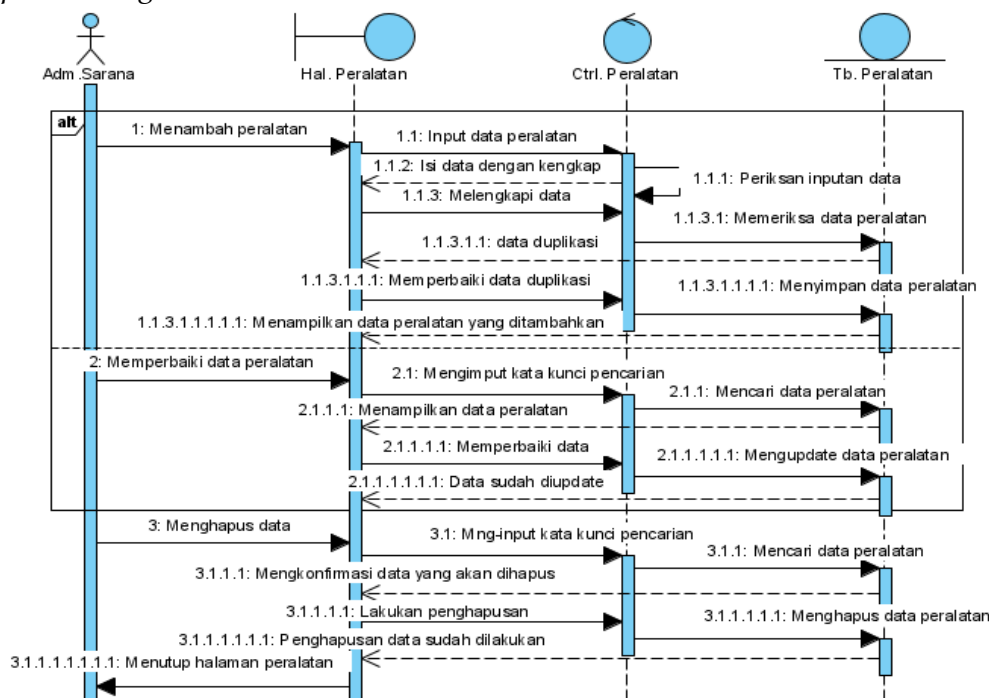 Adm.Sarana
Hal. Peralatan
Ctrl. Peralatan
Tb. Peralatan
alt
1: Menambah peralatan
1.1: Input data peralatan
1.1.2: Isi data dengan kengkap
1.1.1: Periksan inputan data
1.1.3: Melengkapi data
1.1.3.1: Memeriksa data peralatan
1.1.3.1.1: data duplikasi
1.1.3.1.1.1: Memperbaiki data duplikasi
1.1.3.1.1.1.1: Menyimpan data peralatan
1.1.3.1.1.1.1.1: Menampilkan data peralatan yang ditambahkan
2: Memperbaiki data peralatan
2.1: Mengimput kata kunci pencarian
2.1.1: Mencari data peralatan
2.1.1.1: Menampilkan data peralatan
2.1.1.1.1: Memperbaiki data
2.1.1.1.1.1: Mengupdate data peralatan
2.1.1.1.1.1.1: Data sudah diupdate
3: Menghapus data
3.1: Mng-input kata kunci pencarian
3.1.1: Mencari data peralatan
3.1.1.1: Mengkonfirmasi data yang akan dihapus
3.1.1.1.1: Lakukan penghapusan
3.1.1.1.1.1: Menghapus data peralatan
3.1.1.1.1.1.1: Penghapusan data sudah dilakukan
3.1.1.1.1.1.1.1: Menutup halaman peralatan